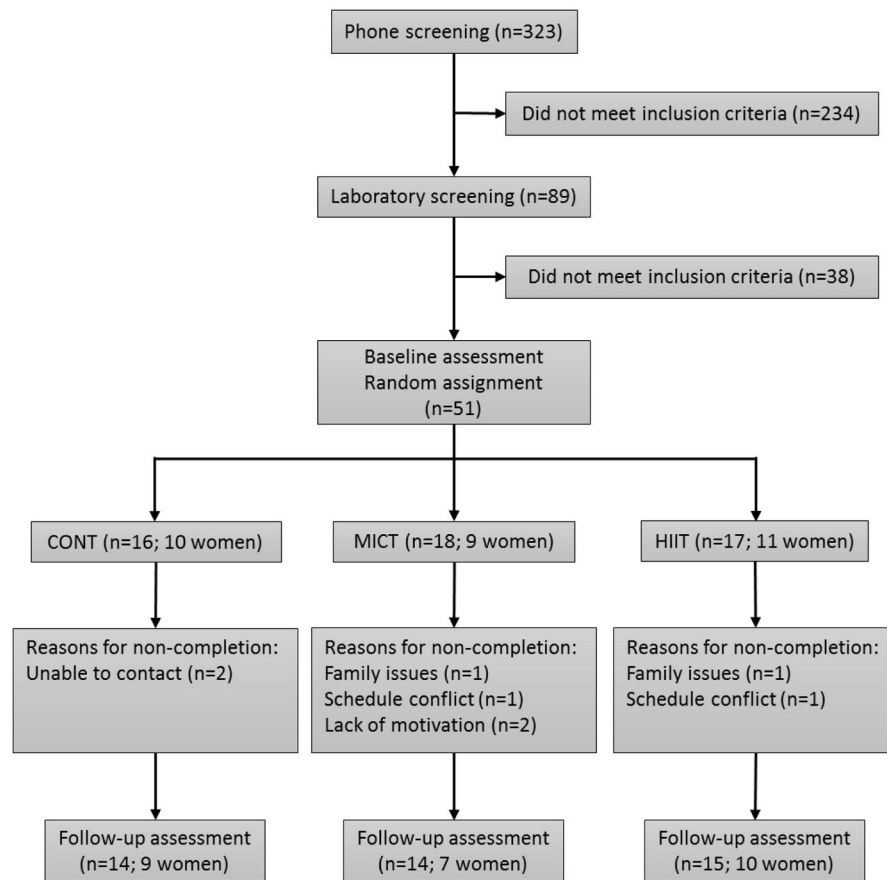 Phone screening (n=323)
Did not meet inclusion criteria (n=234)
Laboratory screening (n=89)
Did not meet inclusion criteria (n=38)
Baseline assessment
Random assignment
(n=51)
CONT (n=16; 10 women)
MICT (n=18; 9 women)
HIIT (n=17; 11 women)
Reasons for non-completion:
Unable to contact (n=2)
Reasons for non-completion:
Family issues (n=1)
Schedule conflict (n=1)
Lack of motivation (n=2)
Reasons for non-completion:
Family issues (n=1)
Schedule conflict (n=1)
Follow-up assessment
(n=14; 9 women)
Follow-up assessment
(n=14; 7 women)
Follow-up assessment
(n=15; 10 women)